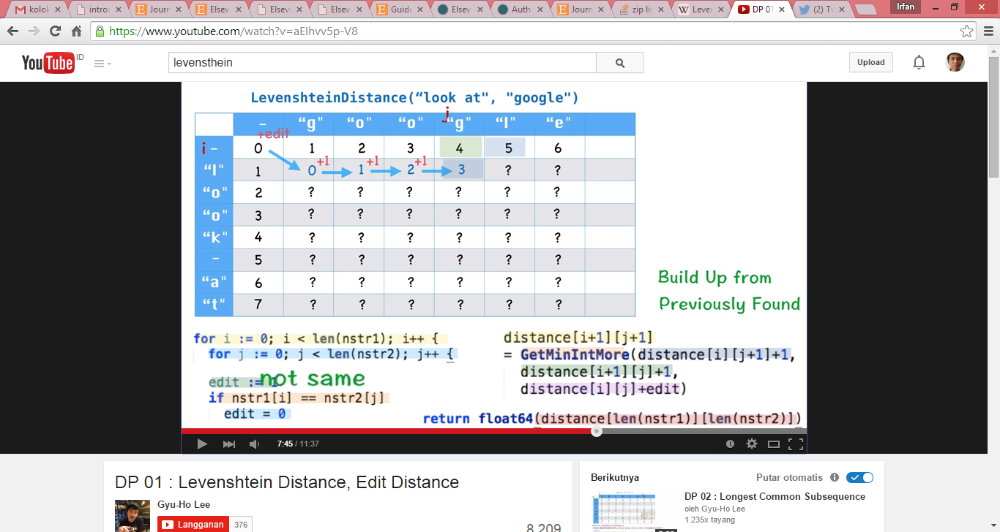 kolok
introc
Journ
Elsev
Elsevi
Elsev
Guide
Elsev
Auth
Journ
zip lis
Leve
DP 01
(2) Tw
Irfan
https://www.youtube.com/watch?v=aEIhvv5p-V8
YouTube ID
levensthein
Upload
LevenshteinDistance("look at", "google")
j
– "g" "o" "o" "g" "l" "e"
+edit
i – 0 1 2 3 4 5 6
+1 +1 +1
"l" 1 0 1 2 3 ? ?
"o" 2 ? ? ? ? ? ?
"o" 3 ? ? ? ? ? ?
"k" 4 ? ? ? ? ? ?
– 5 ? ? ? ? ? ?
"a" 6 ? ? ? ? ? ?
"t" 7 ? ? ? ? ? ?
Build Up from
Previously Found
for i := 0; i < len(nstr1); i++ {
for j := 0; j < len(nstr2); j++ {
edit := 1
not same
if nstr1[i] == nstr2[j]
edit = 0
distance[i+1][j+1]
= GetMinIntMore(distance[i][j+1]+1,
distance[i+1][j]+1,
distance[i][j]+edit)
return float64(distance[len(nstr1)][len(nstr2)])
7:45 / 11:37
DP 01 : Levenshtein Distance, Edit Distance
Gyu-Ho Lee
Langganan 376
8.209
Berikutnya
Putar otomatis
DP 02 : Longest Common Subsequence
oleh Gyu-Ho Lee
1.235x tayang